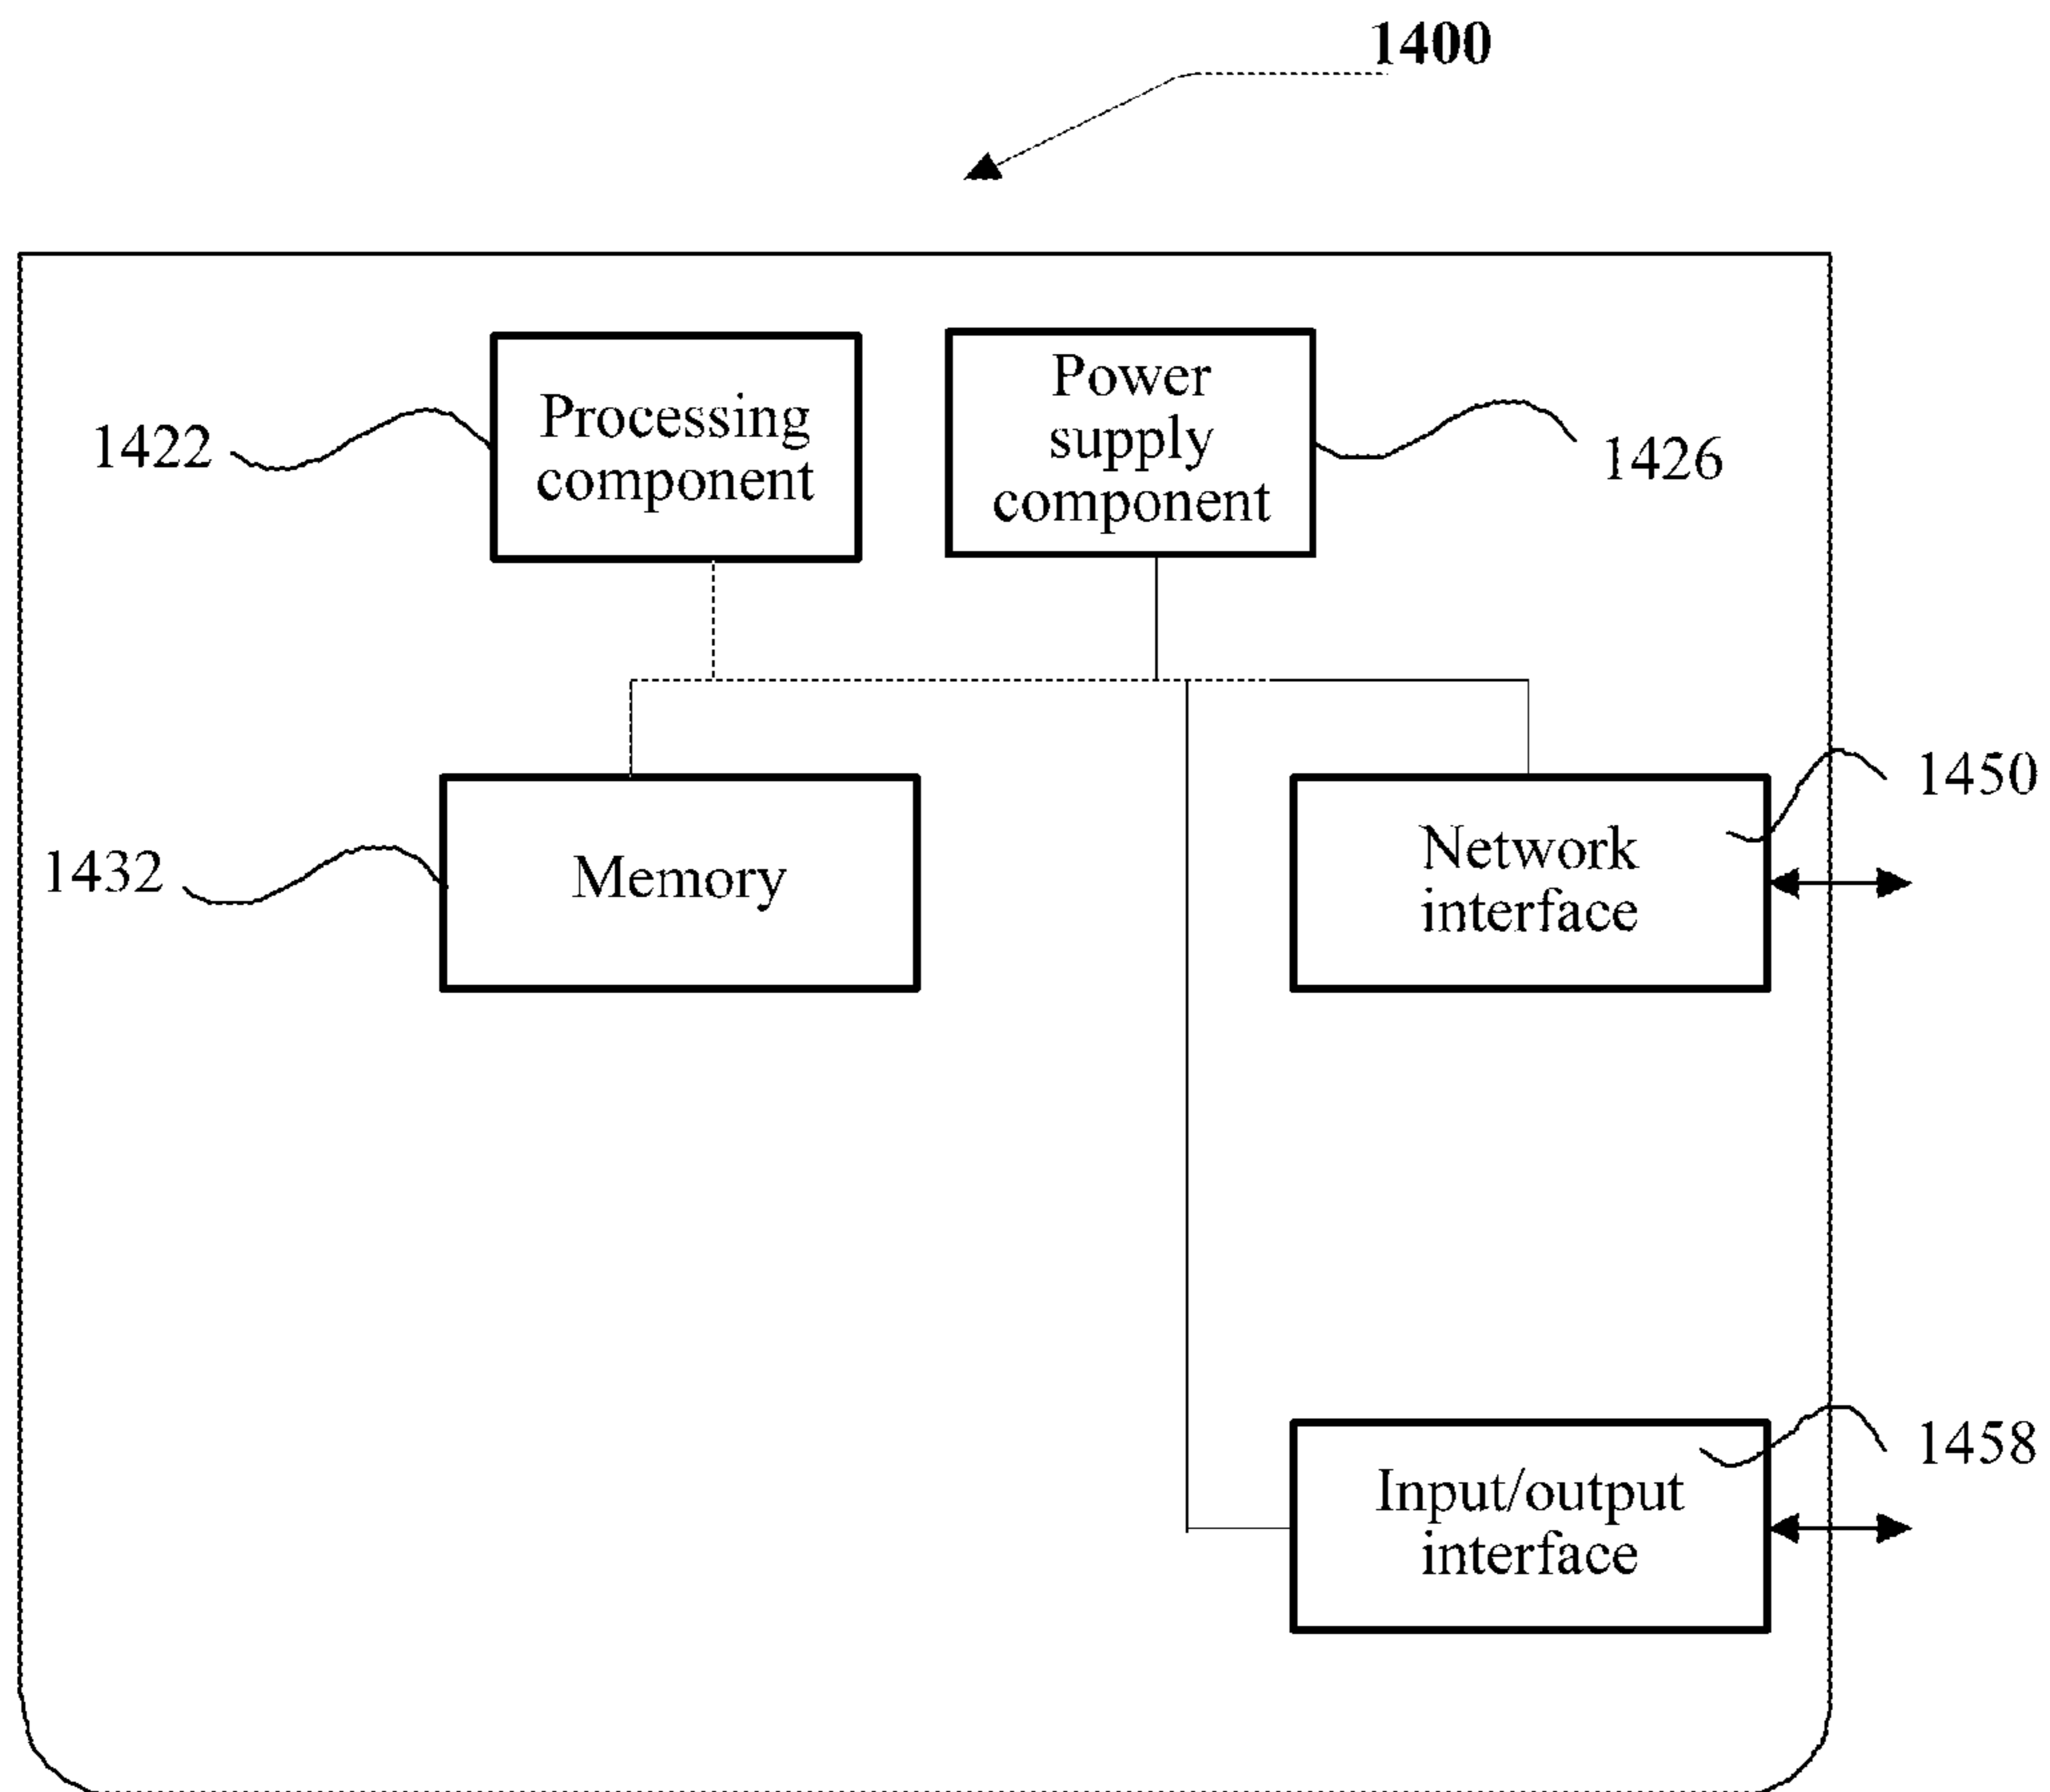 1400
Processing
component
1422
Power
supply
component
1426
Memory
1432
Network
interface
1450
Input/output
interface
1458